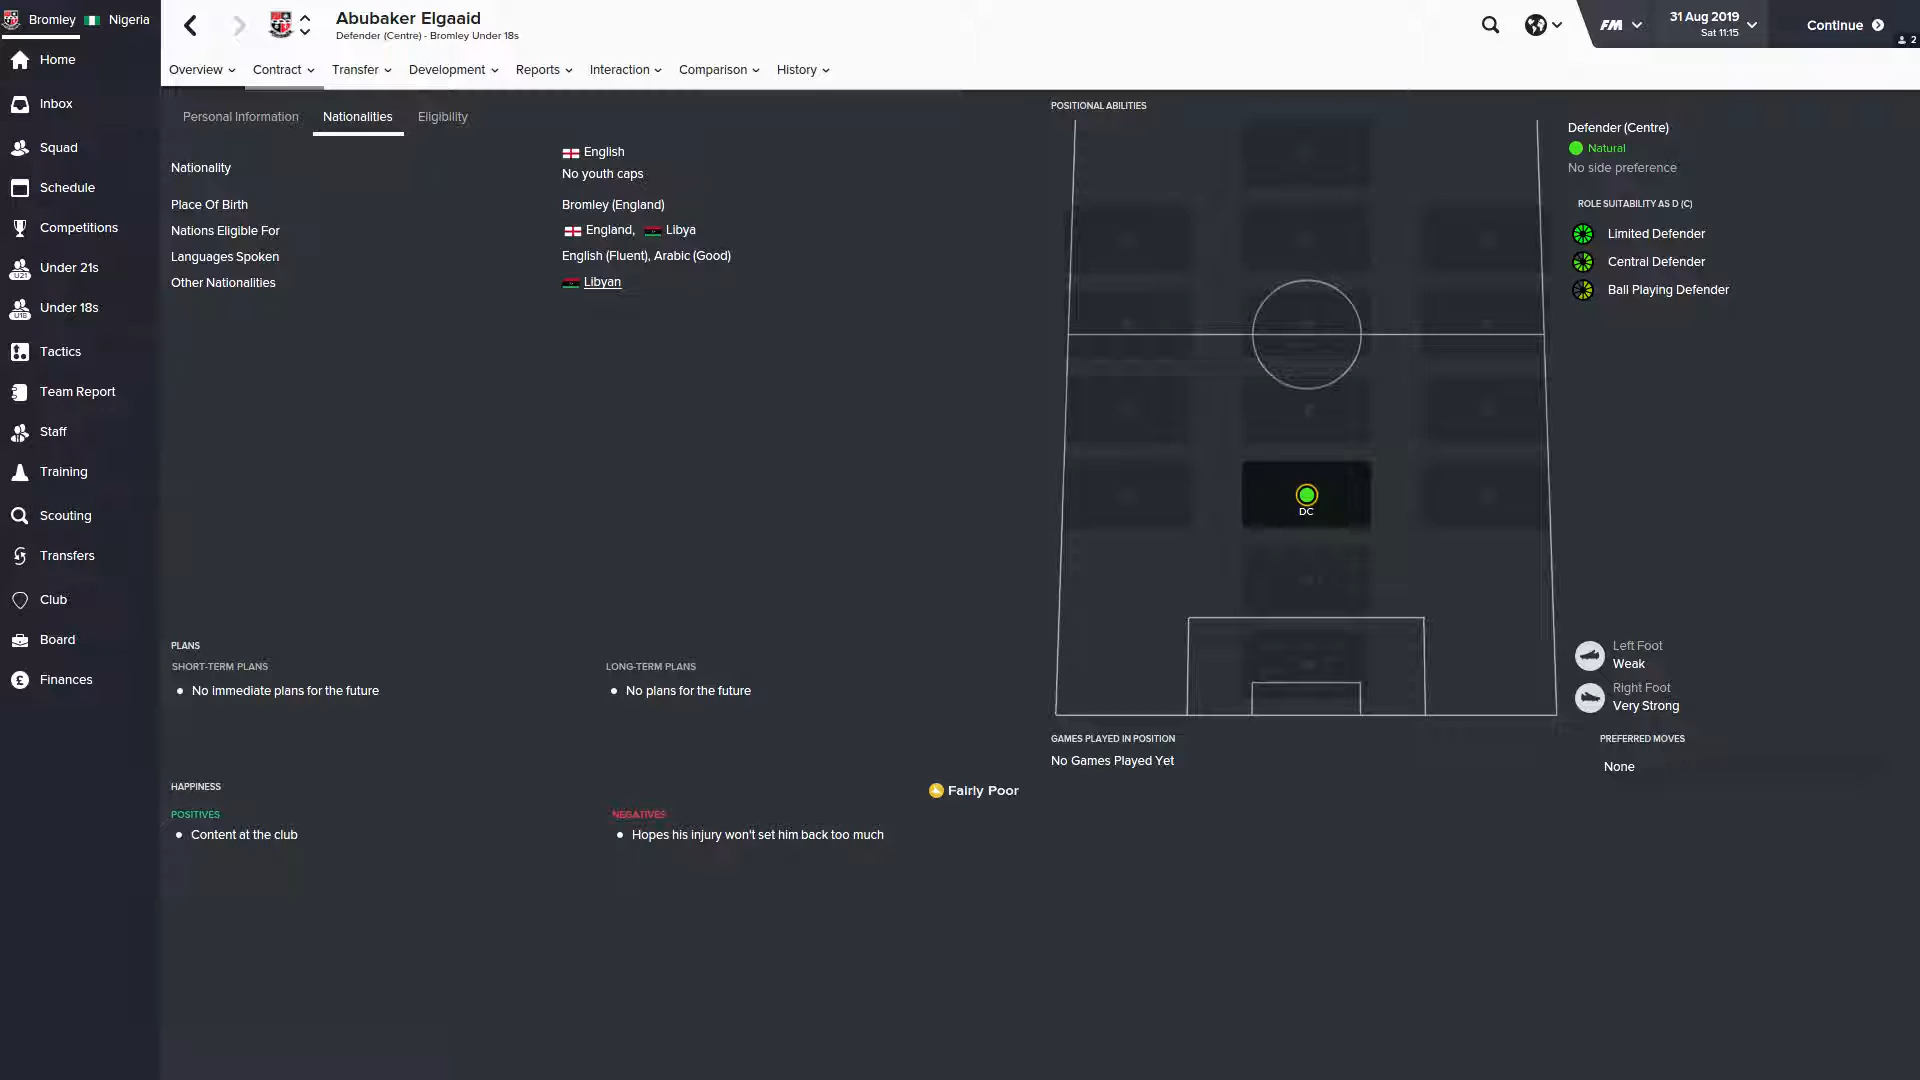 Bromley Nigeria
Abubaker Elgaaid
Defender (Centre) - Bromley Under 18s
FM
31 Aug 2019
Sat 11:15
Continue
2
Overview Contract Transfer Development Reports Interaction Comparison History
Home
Inbox
Squad
Schedule
Competitions
U21
Under 21s
U18
Under 18s
Tactics
Team Report
Staff
Training
Scouting
Transfers
Club
Board
£
Finances
Personal Information Nationalities Eligibility
Nationality
English
No youth caps
Place Of Birth
Bromley (England)
Nations Eligible For
England, Libya
Languages Spoken
English (Fluent), Arabic (Good)
Other Nationalities
Libyan
PLANS
SHORT-TERM PLANS
No immediate plans for the future
LONG-TERM PLANS
No plans for the future
HAPPINESS
Fairly Poor
POSITIVES
Content at the club
NEGATIVES
Hopes his injury won't set him back too much
POSITIONAL ABILITIES
DC
Defender (Centre)
Natural
No side preference
ROLE SUITABILITY AS D (C)
Limited Defender
Central Defender
Ball Playing Defender
Left Foot
Weak
Right Foot
Very Strong
GAMES PLAYED IN POSITION
No Games Played Yet
PREFERRED MOVES
None